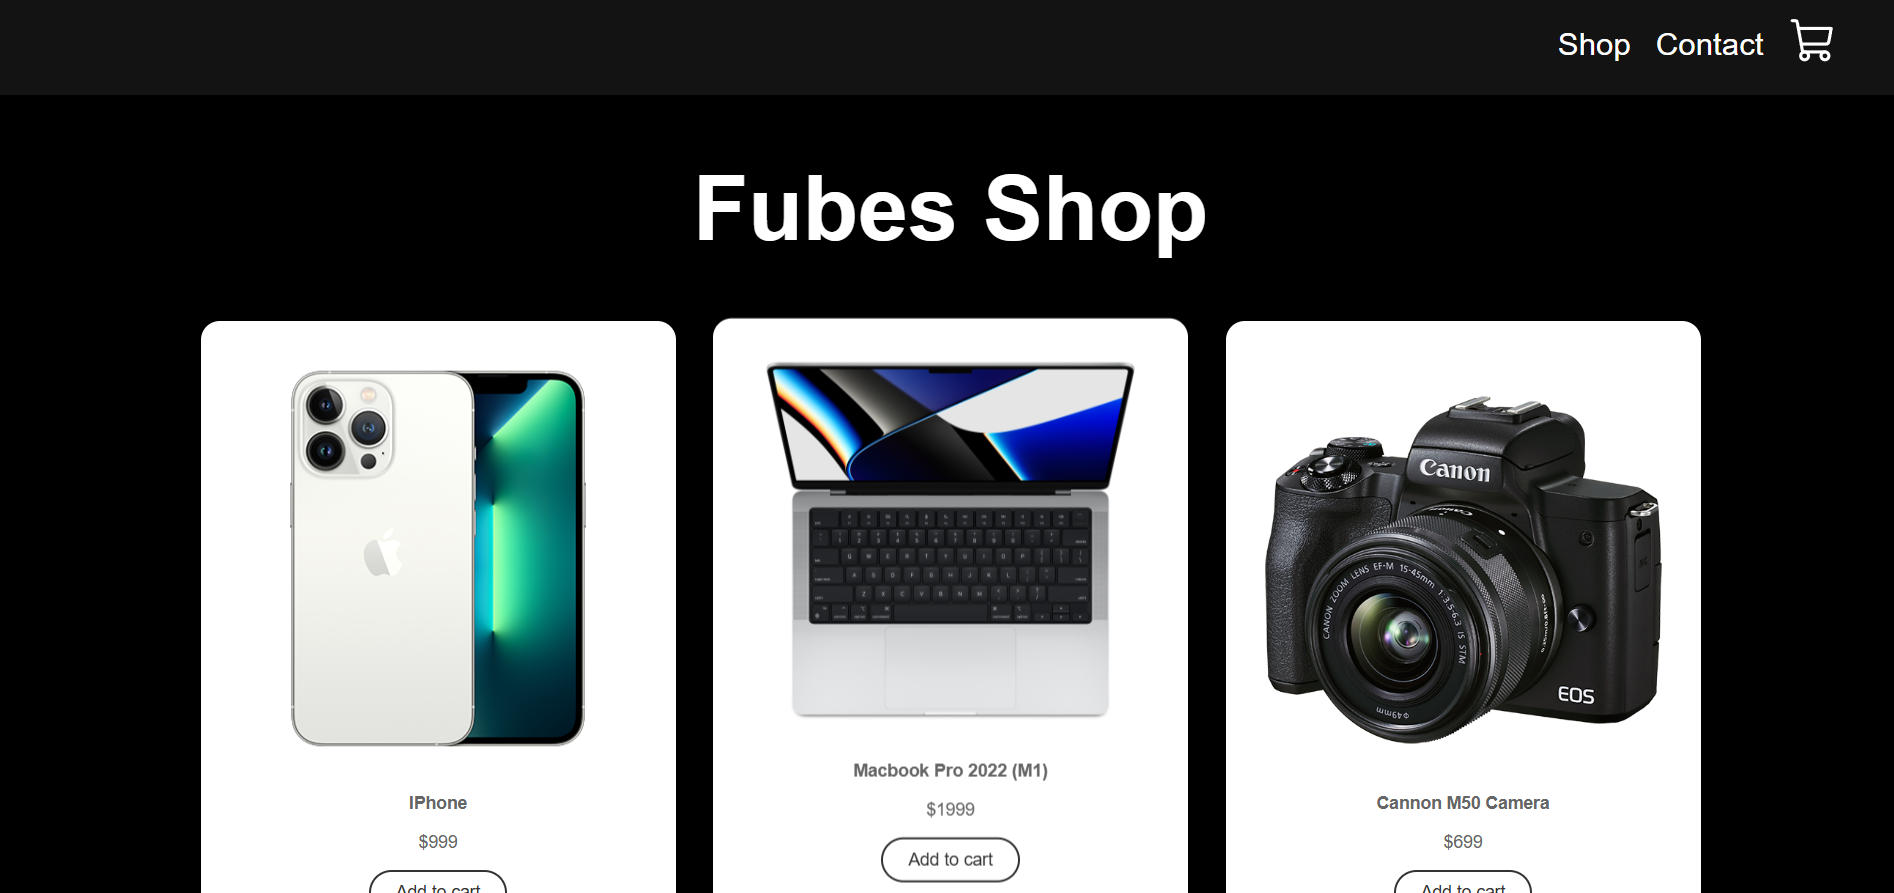 Shop Contact
Fubes Shop
Canon
Canon
CANON ZOOM LENS EF-M 15-45mm 1:3.5-6.3 IS STM
EOS
Φ49mm
IPhone
$999
Add to cart
Macbook Pro 2022 (M1)
$1999
Add to cart
Cannon M50 Camera
$699
Add to cart